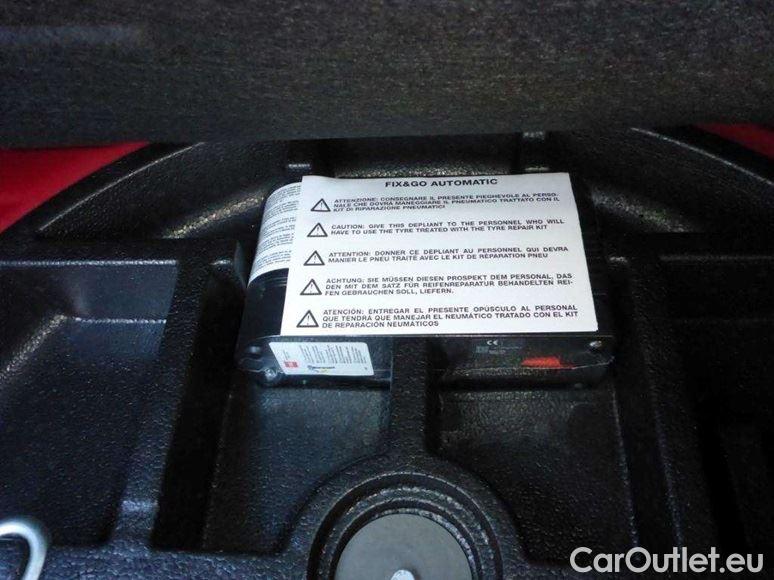 FIX&GO AUTOMATIC
ATTENZIONE: CONSEGNARE IL PRESENTE PIEGHEVOLE AL PERSO-
NALE CHE DOVRÀ MANEGGIARE IL PNEUMATICO TRATTATO CON IL
KIT DI RIPARAZIONE PNEUMATICI
CAUTION: GIVE THIS DEPLIANT TO THE PERSONNEL WHO WILL
HAVE TO USE THE TYRE TREATED WITH THE TYRE REPAIR KIT
ATTENTION: DONNER CE DEPLIANT AU PERSONNEL QUI DEVRA
MANIER LE PNEU TRAITÉ AVEC LE KIT DE RÉPARATION PNEU
ACHTUNG: SIE MÜSSEN DIESEN PROSPEKT DEM PERSONAL, DAS
DEN MIT DEM SATZ FÜR REIFENREPARATUR BEHANDELTEN REI-
FEN GEBRAUCHEN SOLL, LIEFERN.
ATENCIÓN: ENTREGAR EL PRESENTE OPÚSCULO AL PERSONAL
QUE TENDRÁ QUE MANEJAR EL NEUMÁTICO TRATADO CON EL KIT
DE REPARACIÓN NEUMÁTICOS
CE
CarOutlet.eu